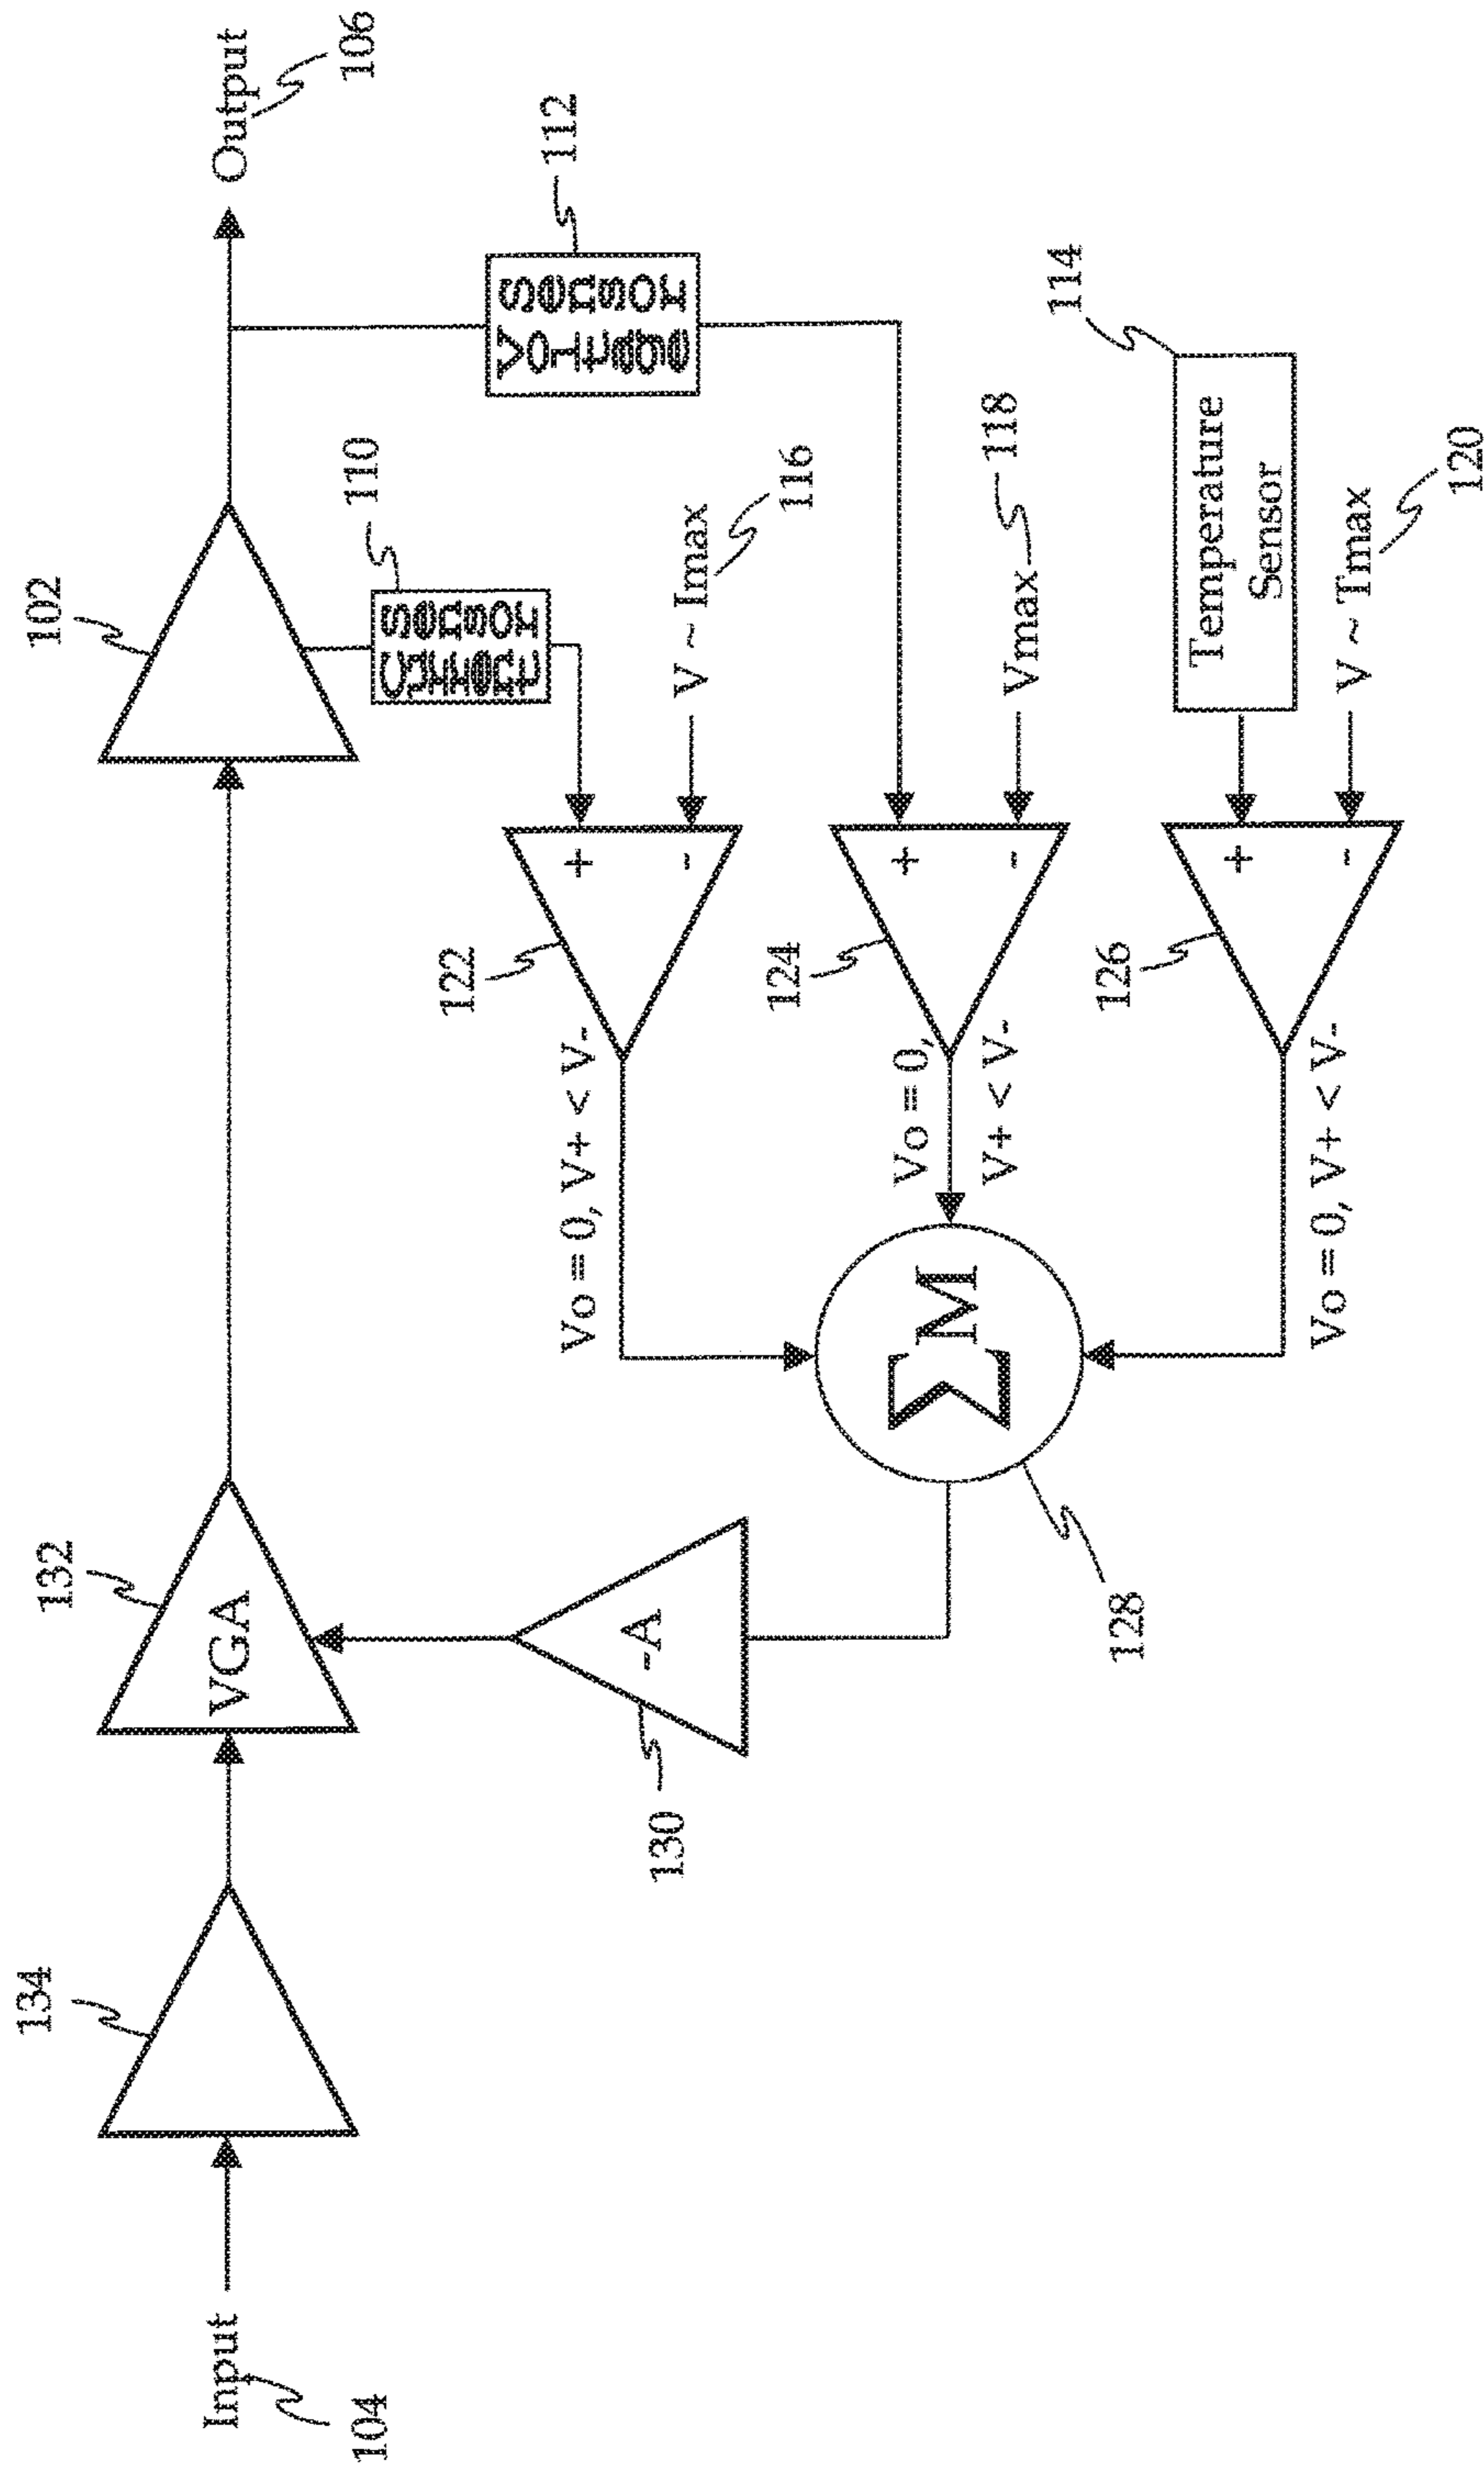 134
132
102
Output
106
VGA
110
112
Current
Sensor
Voltage
Sensor
Input
104
-A
130
122
+
-
V ~ Imax
116
Vo = 0, V+ < V-
ΣM
128
124
+
-
Vmax
118
Vo = 0,
V+ < V-
114
Temperature
Sensor
126
+
-
V ~ Tmax
120
Vo = 0, V+ < V-